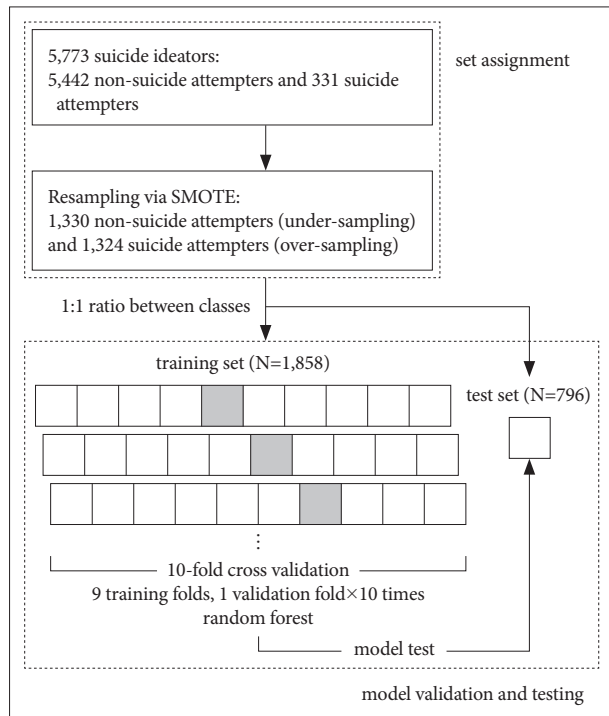 5,773 suicide ideators:
5,442 non-suicide attempters and 331 suicide
attempters
set assignment
Resampling via SMOTE:
1,330 non-suicide attempters (under-sampling)
and 1,324 suicide attempters (over-sampling)
1:1 ratio between classes
training set (N=1,858)
test set (N=796)
⋮
10-fold cross validation
9 training folds, 1 validation fold×10 times
random forest
model test
model validation and testing